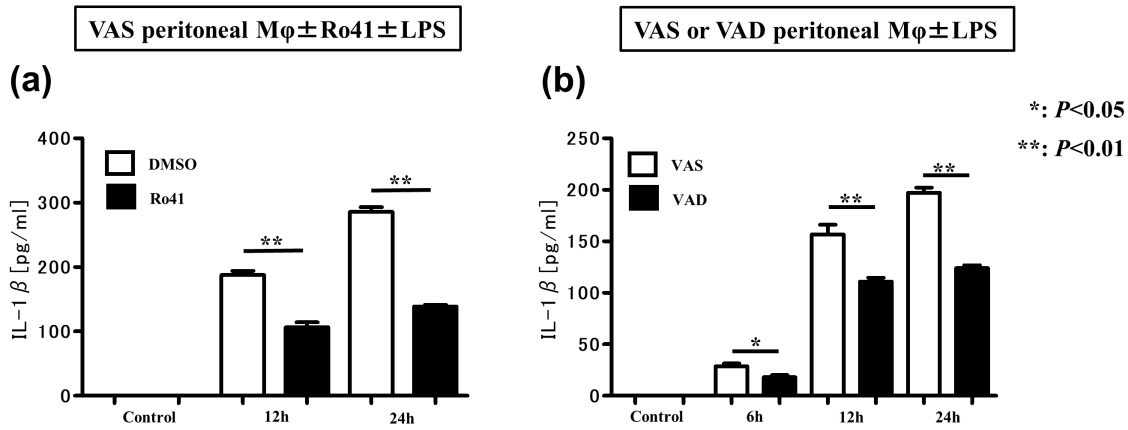 VAS peritoneal Mφ±Ro41±LPS
(a)
400
300
200
100
0
IL-1β [pg/ml]
DMSO
Ro41
**
**
Control
12h
24h
VAS or VAD peritoneal Mφ±LPS
(b)
*: P<0.05
**: P<0.01
250
200
150
100
50
0
IL-1β [pg/ml]
VAS
VAD
*
**
**
Control
6h
12h
24h